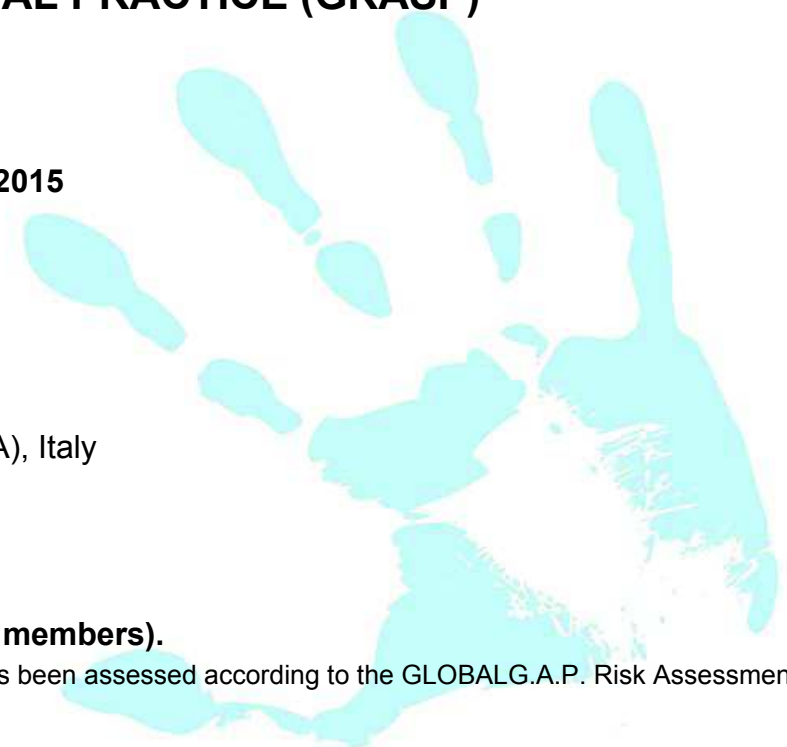 AL PRACTICE (GRASP)
2015
A), Italy
members).
s been assessed according to the GLOBALG.A.P. Risk Assessmen